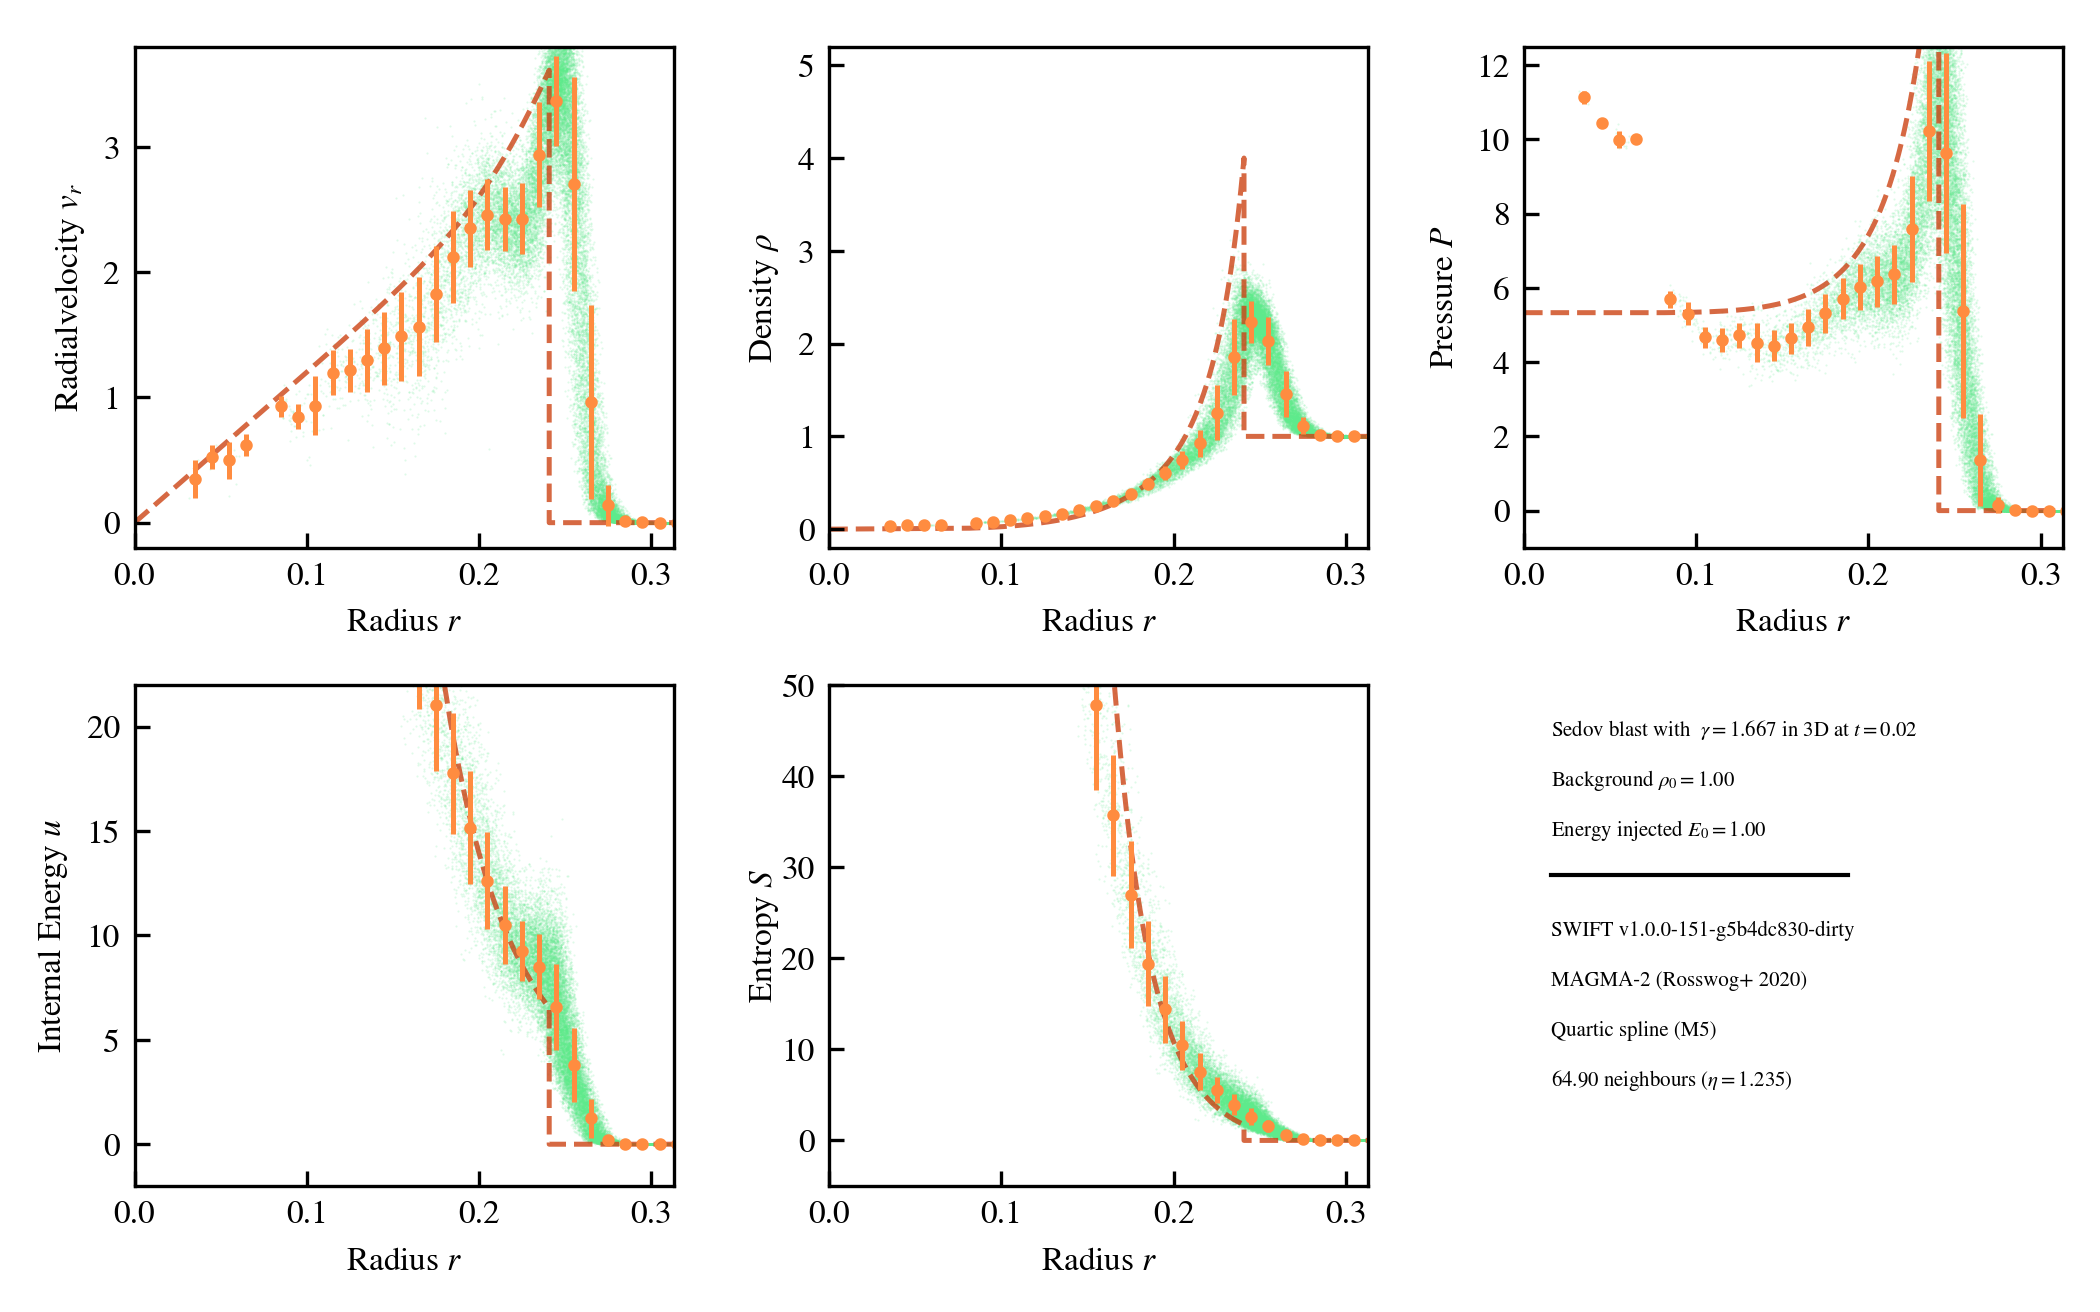 3
2
1
0
0.0 0.1 0.2 0.3
Radialvelocity v_r
Radius r
5
4
3
2
1
0
0.0 0.1 0.2 0.3
Density ρ
Radius r
12
10
8
6
4
2
0
0.0 0.1 0.2 0.3
Pressure P
Radius r
20
15
10
5
0
0.0 0.1 0.2 0.3
Internal Energy u
Radius r
50
40
30
20
10
0
0.0 0.1 0.2 0.3
Entropy S
Radius r
Sedov blast with γ = 1.667 in 3D at t = 0.02
Background ρ₀ = 1.00
Energy injected E₀ = 1.00
SWIFT v1.0.0-151-g5b4dc830-dirty
MAGMA-2 (Rosswog+ 2020)
Quartic spline (M5)
64.90 neighbours (η = 1.235)